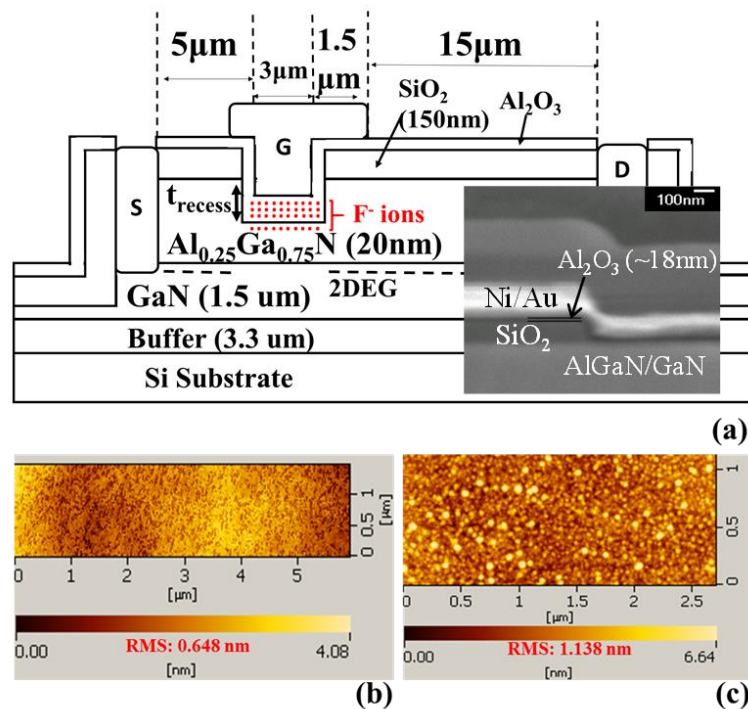 5μm
3μm
1.5
μm
15μm
SiO2
(150nm)
Al2O3
G
S
D
trecess
F- ions
Al0.25Ga0.75N (20nm)
2DEG
GaN (1.5 um)
Buffer (3.3 um)
Si Substrate
100nm
Al2O3 (~18nm)
Ni/Au
SiO2
AlGaN/GaN
(a)
0 0.5 1
[μm]
0 1 2 3 4 5
[μm]
RMS: 0.648 nm
0.00 4.08
[nm]
(b)
0 0.5 1
[μm]
0 0.5 1 1.5 2 2.5
[μm]
RMS: 1.138 nm
0.00 6.64
[nm]
(c)